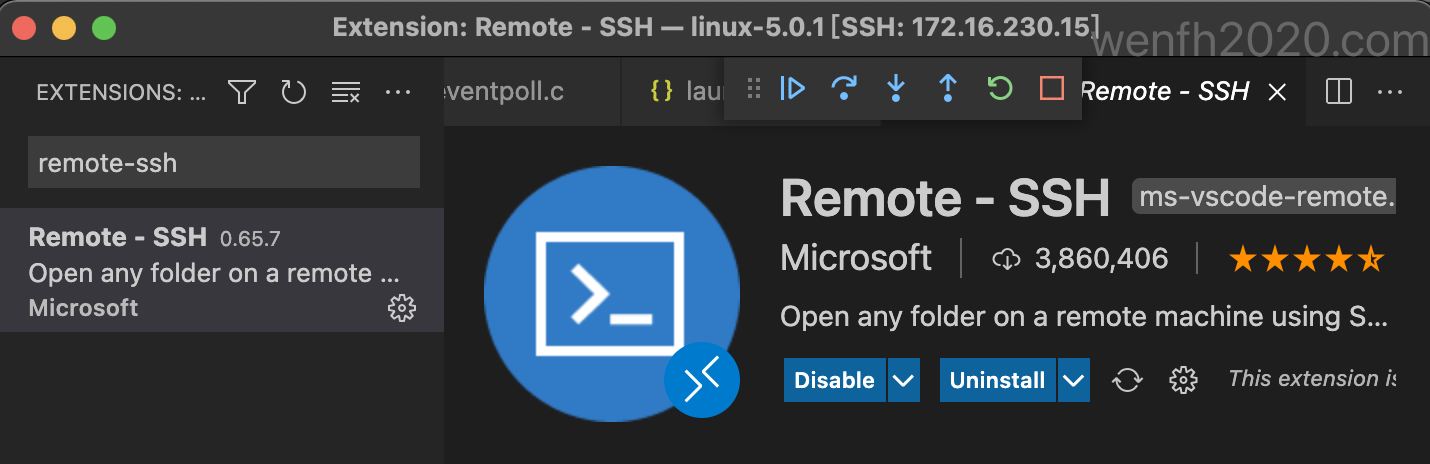 Extension: Remote - SSH — linux-5.0.1 [SSH: 172.16.230.15]
wenfh2020.com
EXTENSIONS: ...
eventpoll.c
{} lau
Remote - SSH
remote-ssh
Remote - SSH 0.65.7
Open any folder on a remote ...
Microsoft
Remote - SSH ms-vscode-remote.
Microsoft 3,860,406
Open any folder on a remote machine using S...
Disable
Uninstall
This extension is